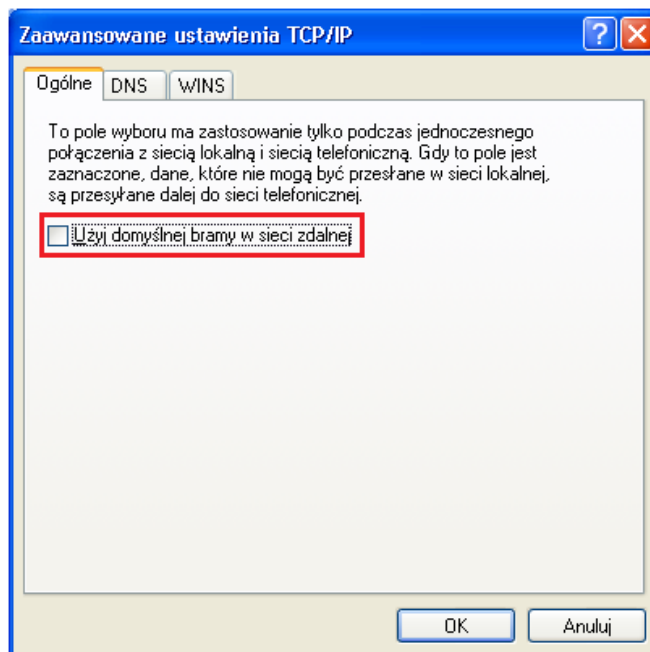 Zaawansowane ustawienia TCP/IP
Ogólne DNS WINS
To pole wyboru ma zastosowanie tylko podczas jednoczesnego
połączenia z siecią lokalną i siecią telefoniczną. Gdy to pole jest
zaznaczone, dane, które nie mogą być przesłane w sieci lokalnej,
są przesyłane dalej do sieci telefonicznej.
Użyj domyślnej bramy w sieci zdalnej
OK Anuluj